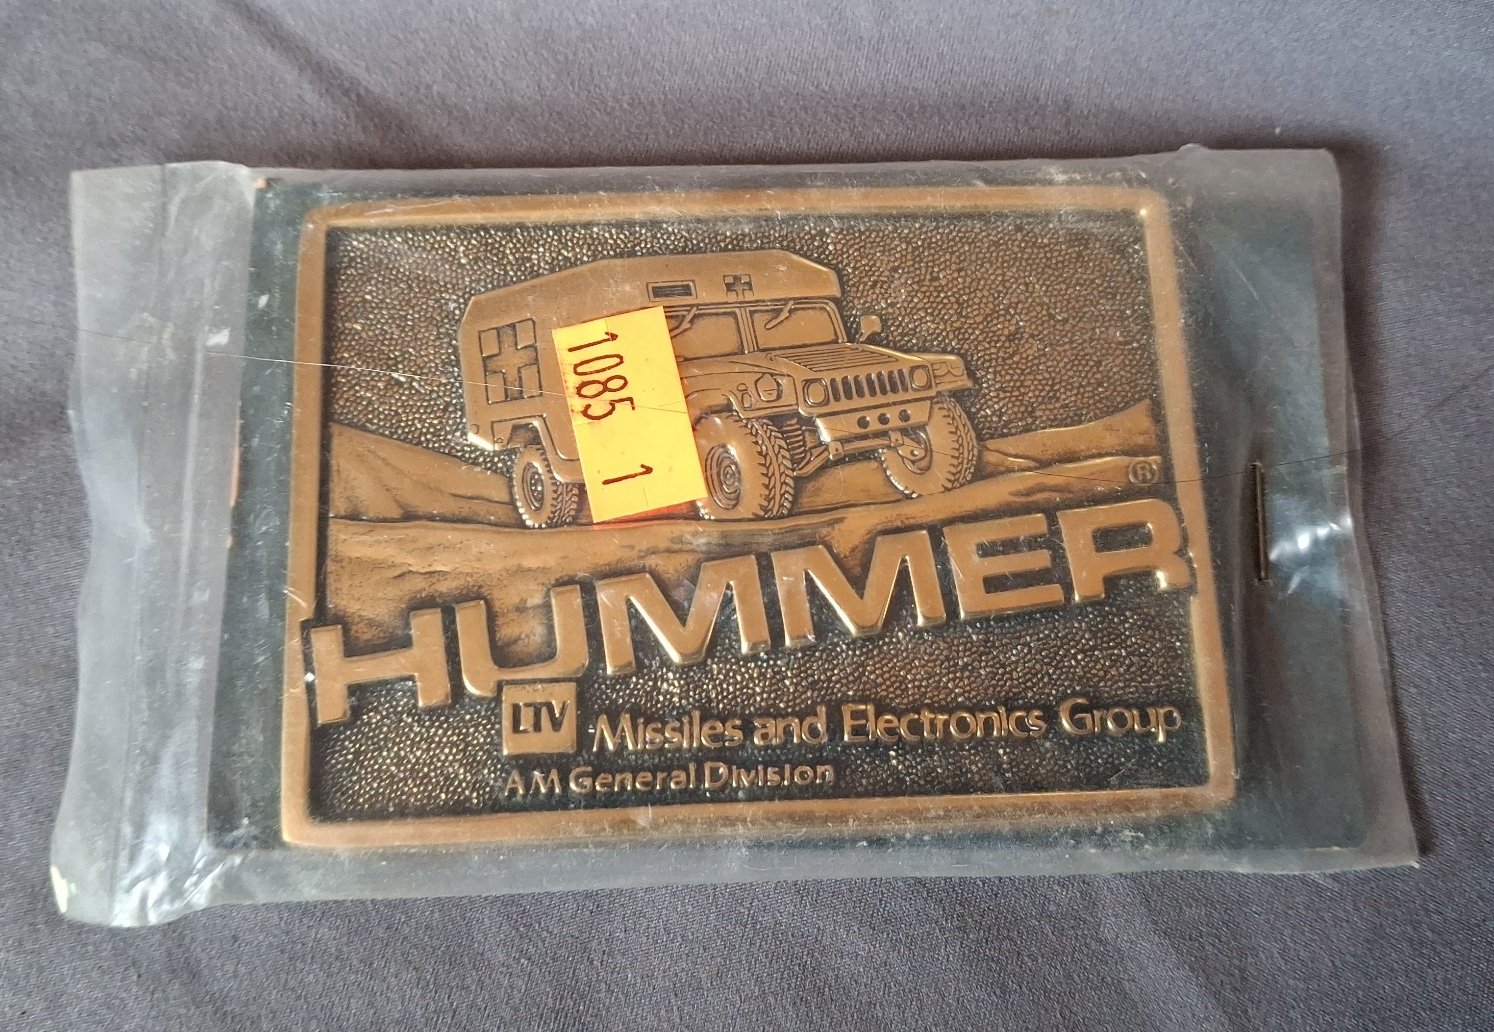 1085 1
®
HUMMER
LTV Missiles and Electronics Group
AM General Division